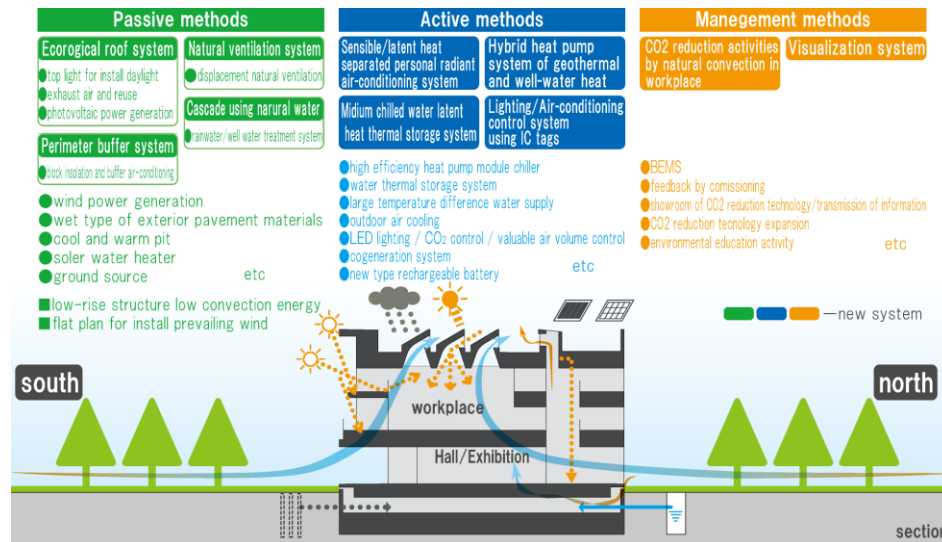 Passive methods
Ecorogical roof system
●top light for install daylight
●exhaust air and reuse
●photovoltaic power generation
Natural ventilation system
●displacement natural ventilation
Cascade using narural water
●rainwater/well water treatment system
Perimeter buffer system
●block insolation and buffer air-conditioning
●wind power generation
●wet type of exterior pavement materials
●cool and warm pit
●soler water heater
●ground source
etc
■low-rise structure low convection energy
■flat plan for install prevailing wind
Active methods
Sensible/latent heat
separated personal radiant
air-conditioning system
Hybrid heat pump
system of geothermal
and well-water heat
Midium chilled water latent
heat thermal storage system
Lighting/Air-conditioning
control system
using IC tags
●high efficiency heat pump module chiller
●water thermal storage system
●large temperature difference water supply
●outdoor air cooling
●LED lighting / CO2 control / valuable air volume control
●cogeneration system
●new type rechargeable battery
etc
Manegement methods
CO2 reduction activities
by natural convection in
workplace
Visualization system
●BEMS
●feedback by comissioning
●showroom of CO2 reduction technology/transmission of information
●CO2 reduction tecnology expansion
●environmental education activity
etc
—new system
south
north
workplace
Hall/Exhibition
section